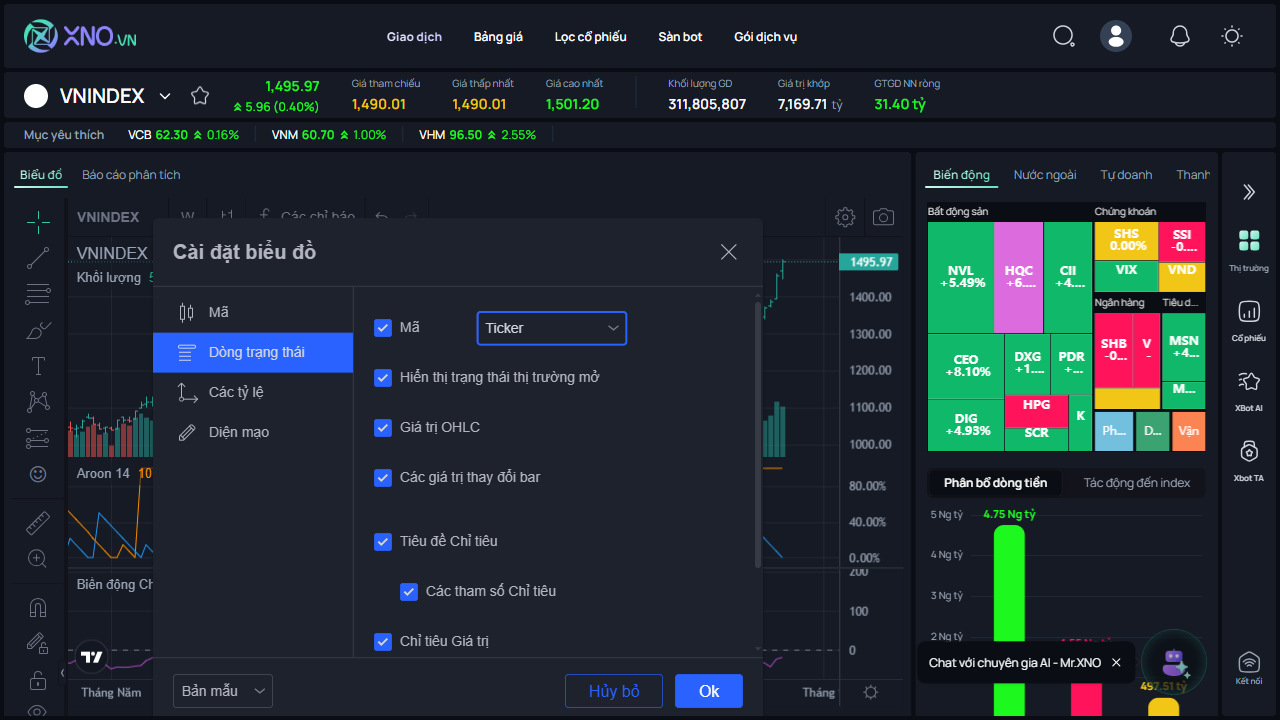 XNO.VN
Giao dịch
Bảng giá
Lọc cổ phiếu
Sàn bot
Gói dịch vụ
VNINDEX
1,495.97
5.96 (0.40%)
Giá tham chiếu
1,490.01
Giá thấp nhất
1,490.01
Giá cao nhất
1,501.20
Khối lượng GD
311,805,807
Giá trị khớp
7,169.71 tỷ
GTGD NN ròng
31.40 tỷ
Mục yêu thích
VCB 62.30 0.16%
VNM 60.70 1.00%
VHM 96.50 2.55%
Biểu đồ
Báo cáo phân tích
VNINDEX
W
Các chỉ báo
VNINDEX
Khối lượng
Aroon 14 10
Biên động Ch
Tháng Năm
Tháng
1495.97
1400.00
1300.00
1200.00
1100.00
1000.00
80.00%
40.00%
0.00%
200
100
0
Cài đặt biểu đồ
Mã
Dòng trạng thái
Các tỷ lệ
Diện mạo
Mã
Ticker
Hiển thị trạng thái thị trường mở
Giá trị OHLC
Các giá trị thay đổi bar
Tiêu đề Chỉ tiêu
Các tham số Chỉ tiêu
Chỉ tiêu Giá trị
Bản mẫu
Hủy bỏ
Ok
Biến động
Nước ngoài
Tự doanh
Thanh
Bất động sản
NVL
+5.49%
HQC
+6....
CII
+4....
CEO
+8.10%
DXG
+1....
PDR
+...
DIG
+4.93%
HPG
SCR
K
Chứng khoán
SHS
0.00%
SSI
-0....
VIX
VND
Ngân hàng
Tiêu d...
SHB
-0...
V
-
MSN
+4...
M...
Ph...
D...
Vận
Phân bổ dòng tiền
Tác động đến index
5 Ng tỷ
4 Ng tỷ
3 Ng tỷ
2 Ng tỷ
4.75 Ng tỷ
497.51 tỷ
Chat với chuyên gia AI - Mr.XNO
Thị trường
Cổ phiếu
XBot AI
Xbot TA
Kết nối